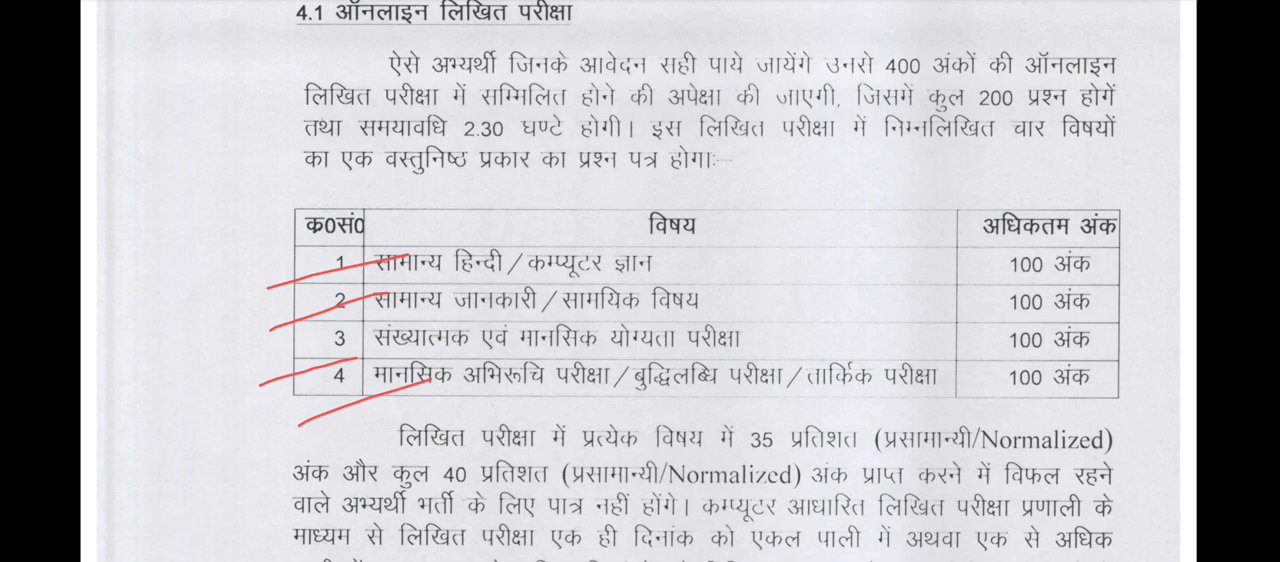 4.1 ऑनलाइन लिखित परीक्षा
ऐसे अभ्यर्थी जिनके आवेदन सही पाये जायेंगे उनसे 400 अंकों की ऑनलाइन
लिखित परीक्षा में सम्मिलित होने की अपेक्षा की जाएगी, जिसमें कुल 200 प्रश्न होगें
तथा समयावधि 2.30 घण्टे होगी। इस लिखित परीक्षा में निम्नलिखित चार विषयों
का एक वस्तुनिष्ठ प्रकार का प्रश्न पत्र होगाः–
क0सं0 विषय अधिकतम अंक
1 सामान्य हिन्दी/कम्प्यूटर ज्ञान 100 अंक
2 सामान्य जानकारी/सामयिक विषय 100 अंक
3 संख्यात्मक एवं मानसिक योग्यता परीक्षा 100 अंक
4 मानसिक अभिरूचि परीक्षा/बुद्धिलब्धि परीक्षा/तार्किक परीक्षा 100 अंक
लिखित परीक्षा में प्रत्येक विषय में 35 प्रतिशत (प्रसामान्यी/Normalized)
अंक और कुल 40 प्रतिशत (प्रसामान्यी/Normalized) अंक प्राप्त करने में विफल रहने
वाले अभ्यर्थी भर्ती के लिए पात्र नहीं होंगे। कम्प्यूटर आधारित लिखित परीक्षा प्रणाली के
माध्यम से लिखित परीक्षा एक ही दिनांक को एकल पाली में अथवा एक से अधिक